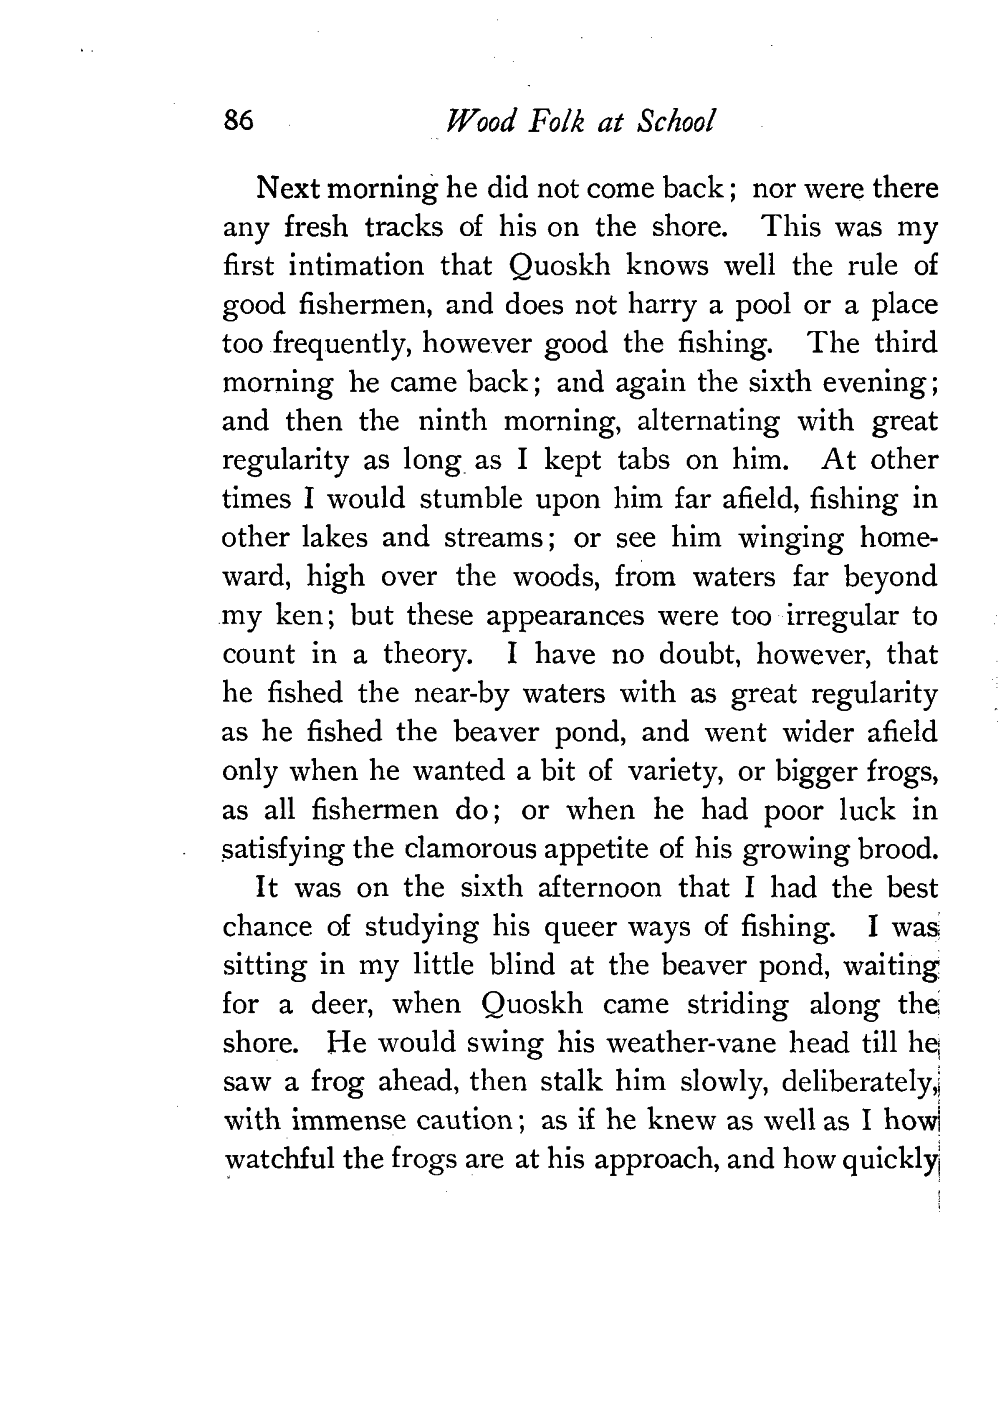 86 Wood Folk at School
Next morning he did not come back; nor were there
any fresh tracks of his on the shore. This was my
first intimation that Quoskh knows well the rule of
good fishermen, and does not harry a pool or a place
too frequently, however good the fishing. The third
morning he came back; and again the sixth evening;
and then the ninth morning, alternating with great
regularity as long as I kept tabs on him. At other
times I would stumble upon him far afield, fishing in
other lakes and streams; or see him winging home-
ward, high over the woods, from waters far beyond
my ken; but these appearances were too irregular to
count in a theory. I have no doubt, however, that
he fished the near-by waters with as great regularity
as he fished the beaver pond, and went wider afield
only when he wanted a bit of variety, or bigger frogs,
as all fishermen do; or when he had poor luck in
satisfying the clamorous appetite of his growing brood.
It was on the sixth afternoon that I had the best
chance of studying his queer ways of fishing. I was
sitting in my little blind at the beaver pond, waiting
for a deer, when Quoskh came striding along the
shore. He would swing his weather-vane head till he
saw a frog ahead, then stalk him slowly, deliberately,
with immense caution; as if he knew as well as I how
watchful the frogs are at his approach, and how quickly